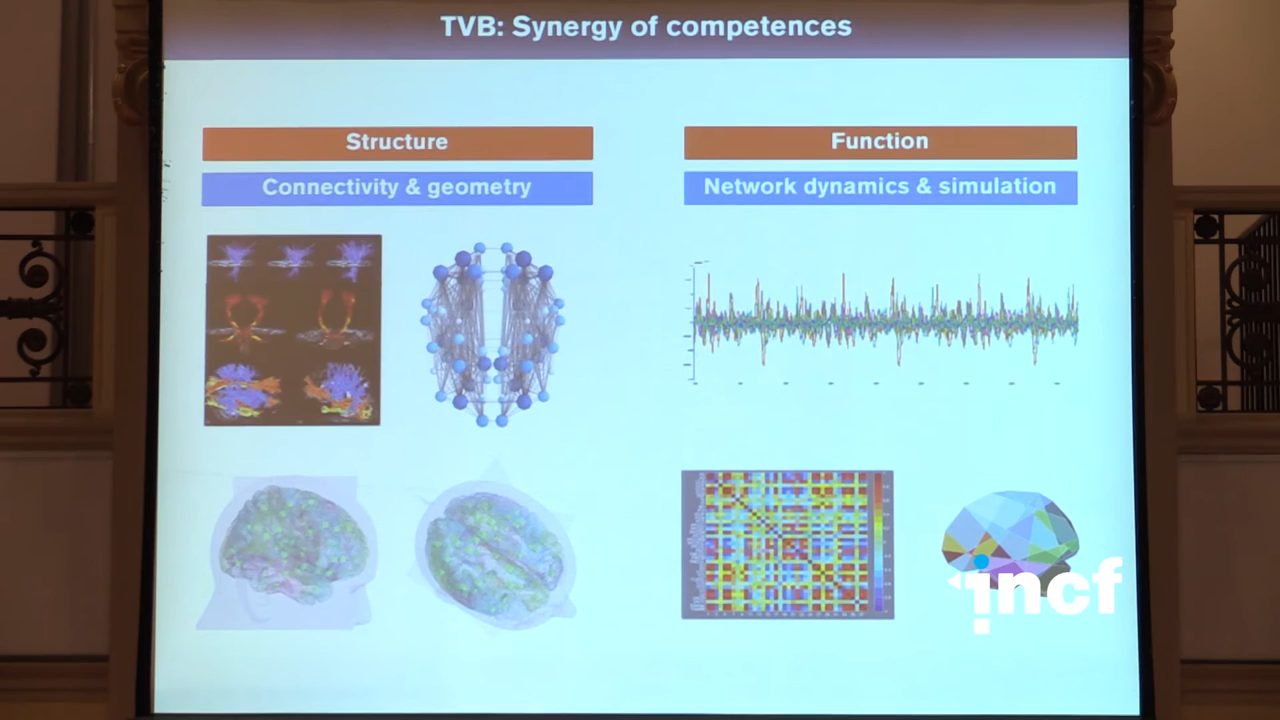 TVB: Synergy of competences
Structure
Connectivity & geometry
Function
Network dynamics & simulation
incf